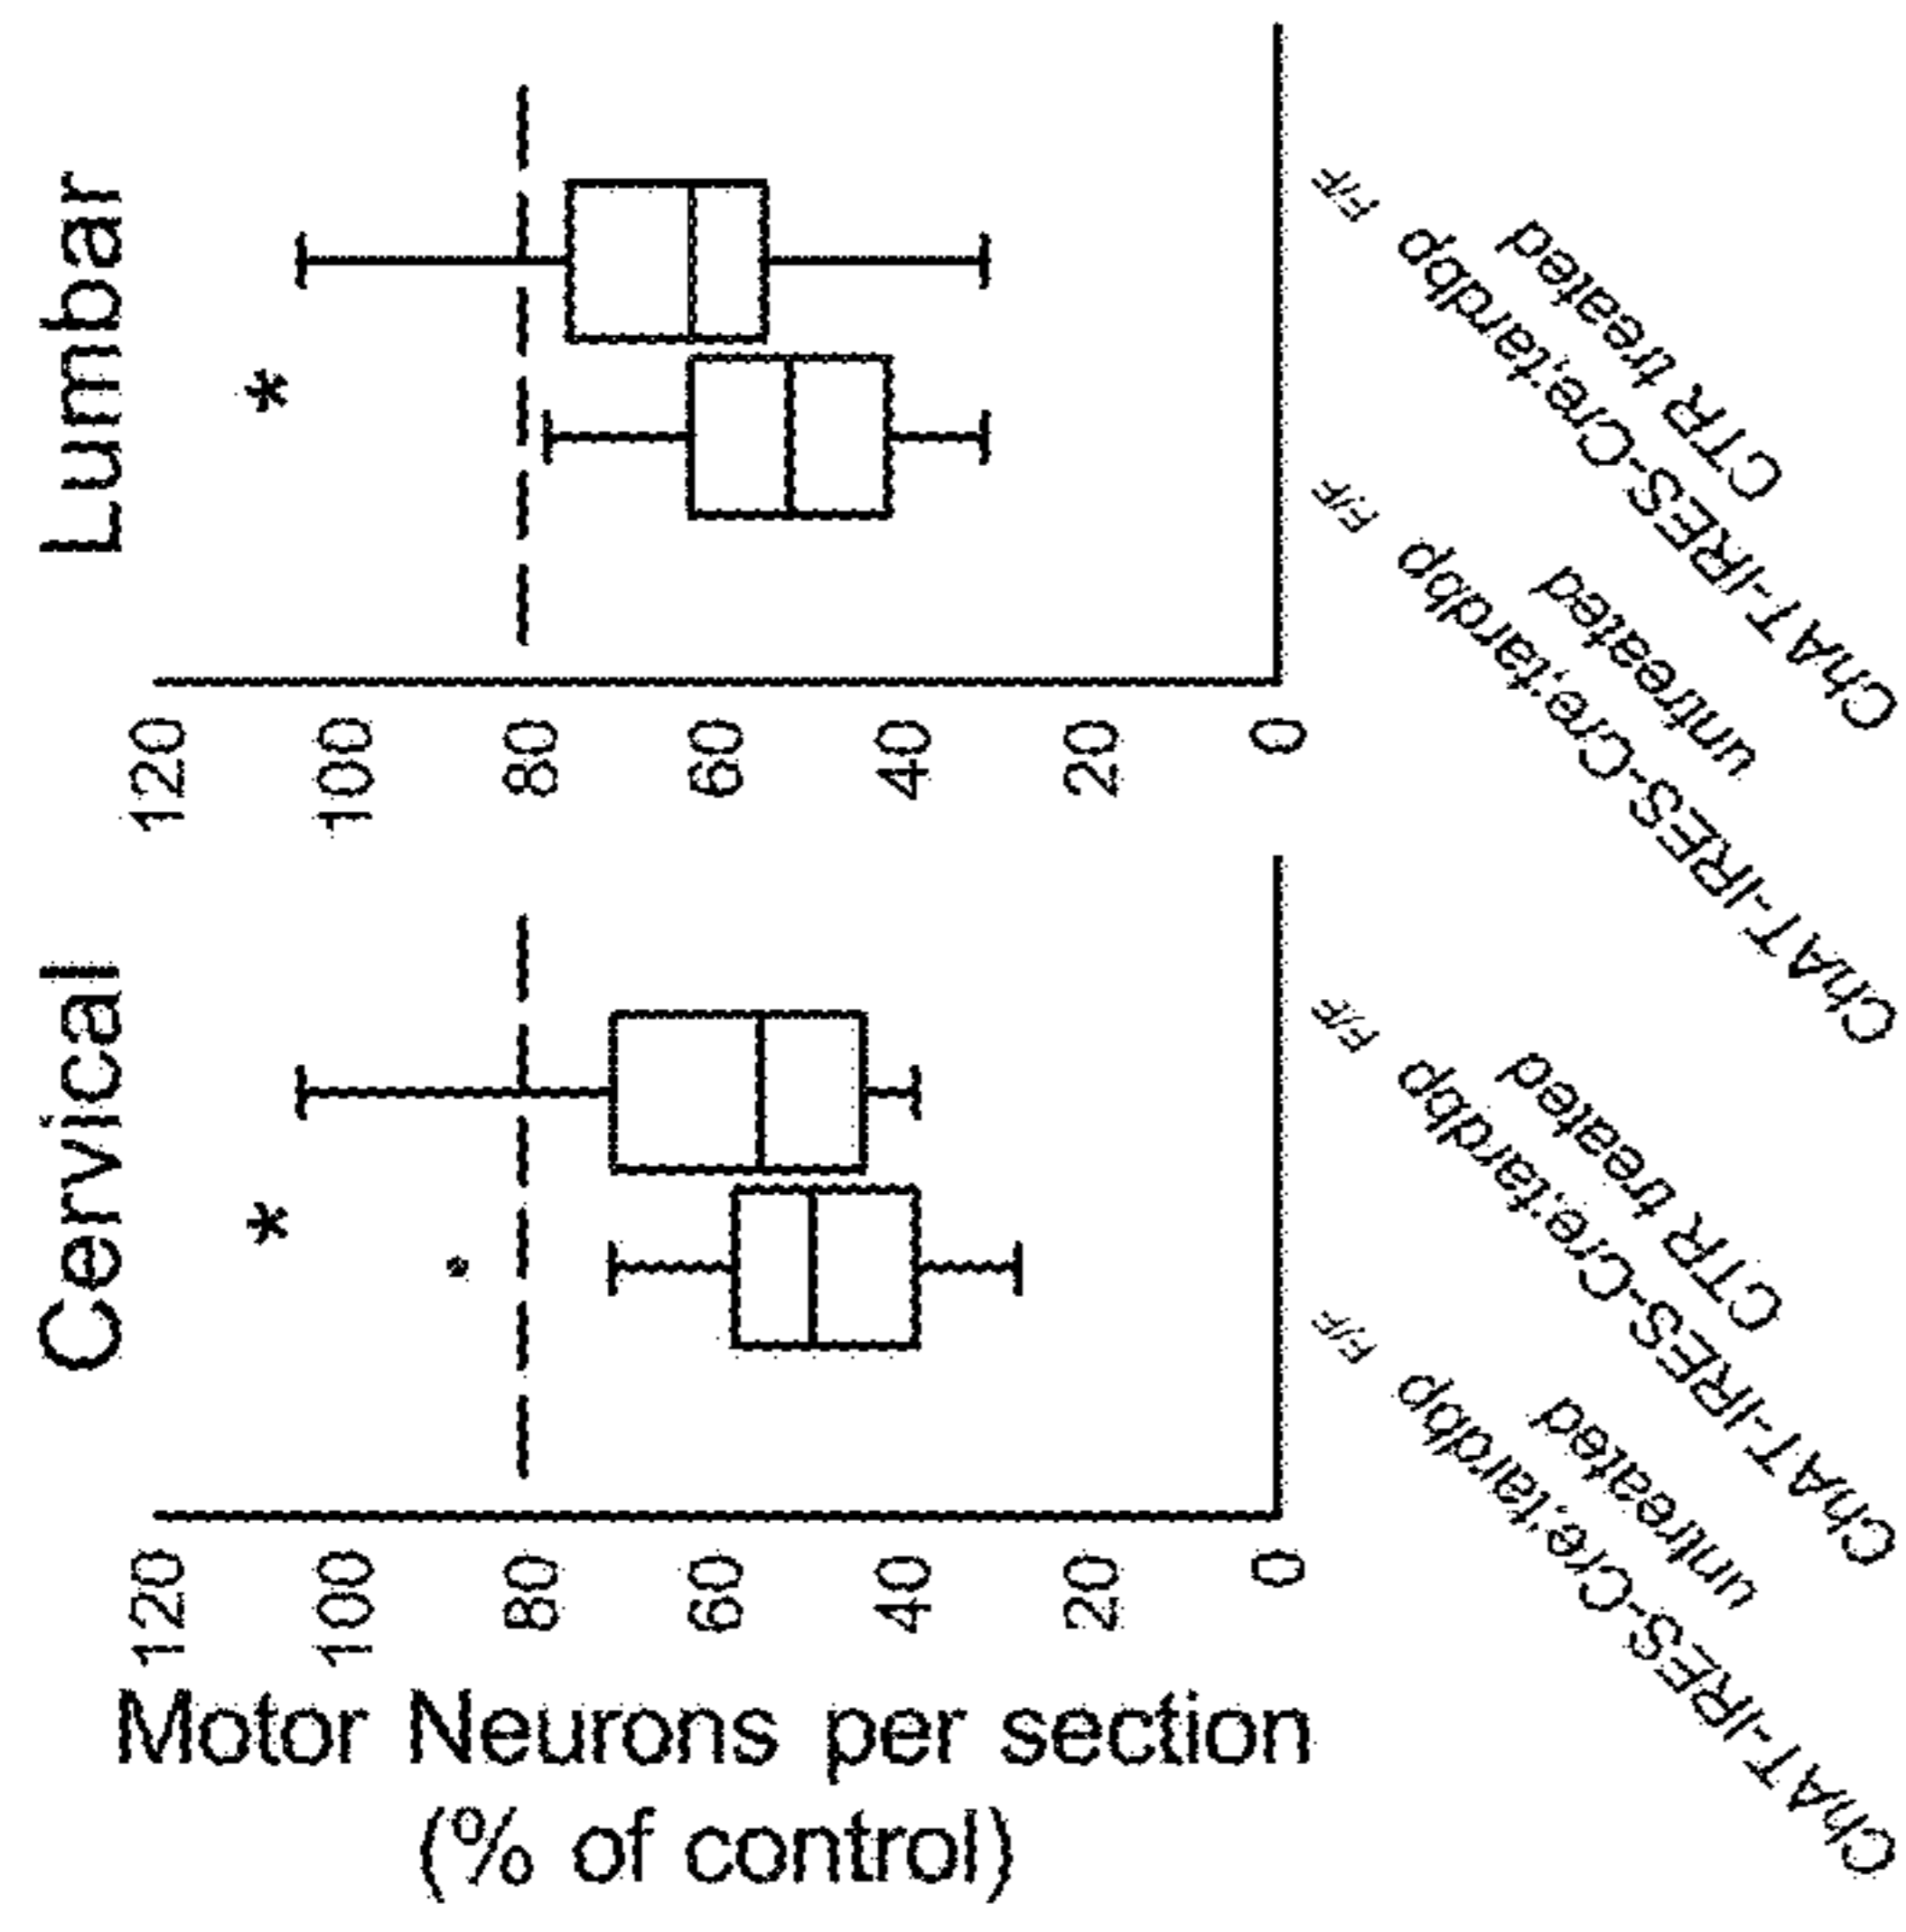 Cervical
Lumbar
*
*
Motor Neurons per section
(% of control)
120
100
80
60
40
20
0
120
100
80
60
40
20
0
ChAT-IRES-Cre;tardbp F/F
untreated
ChAT-IRES-Cre;tardbp F/F
CTR treated
ChAT-IRES-Cre;tardbp F/F
untreated
ChAT-IRES-Cre;tardbp F/F
CTR treated